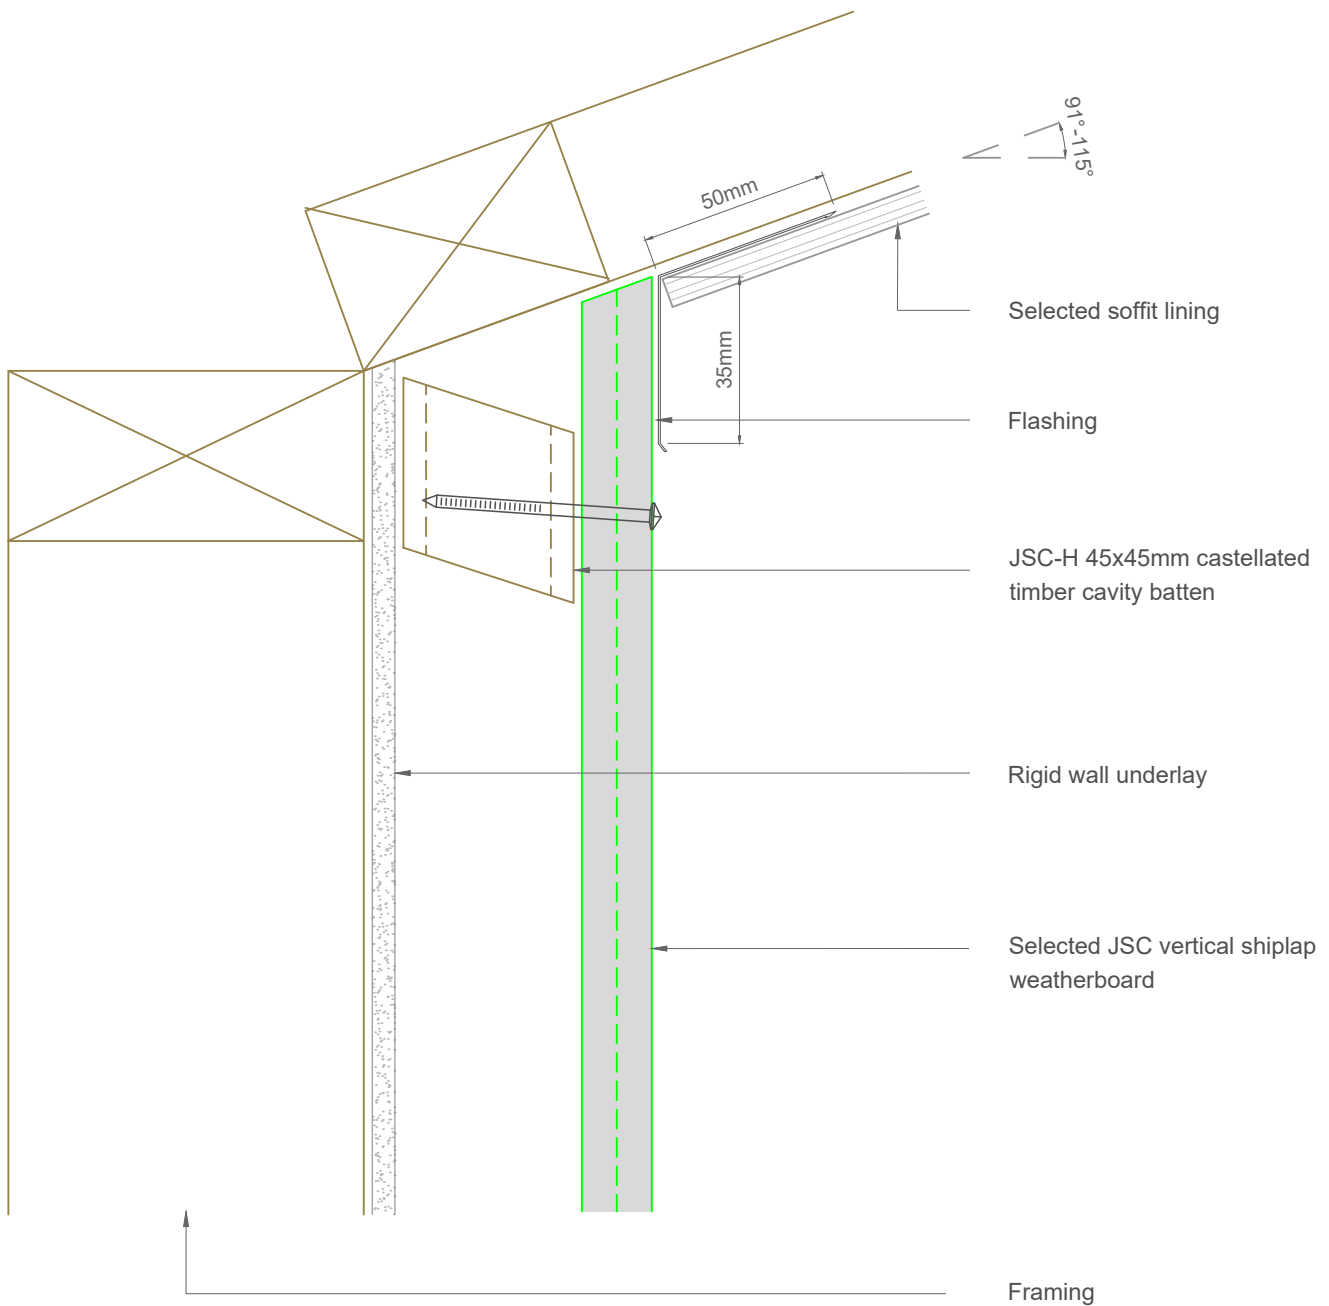 91°-115°
50mm
Selected soffit lining
35mm
Flashing
JSC-H 45x45mm castellated
timber cavity batten
Rigid wall underlay
Selected JSC vertical shiplap
weatherboard
Framing